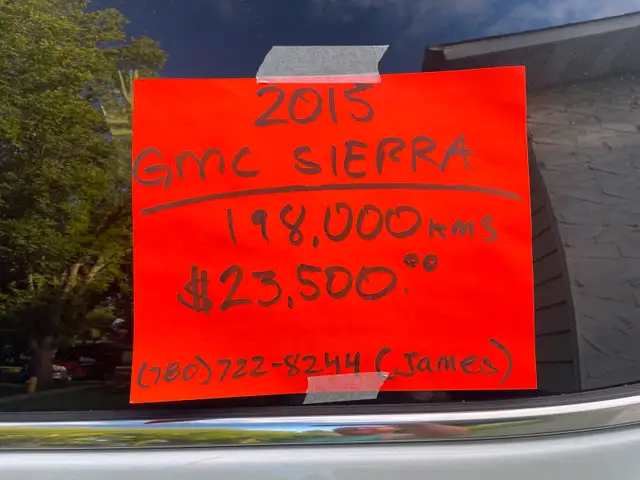 2015
GMC SIERRA
198,000 KMS
$23,500.00
(780) 722-8244 (James)